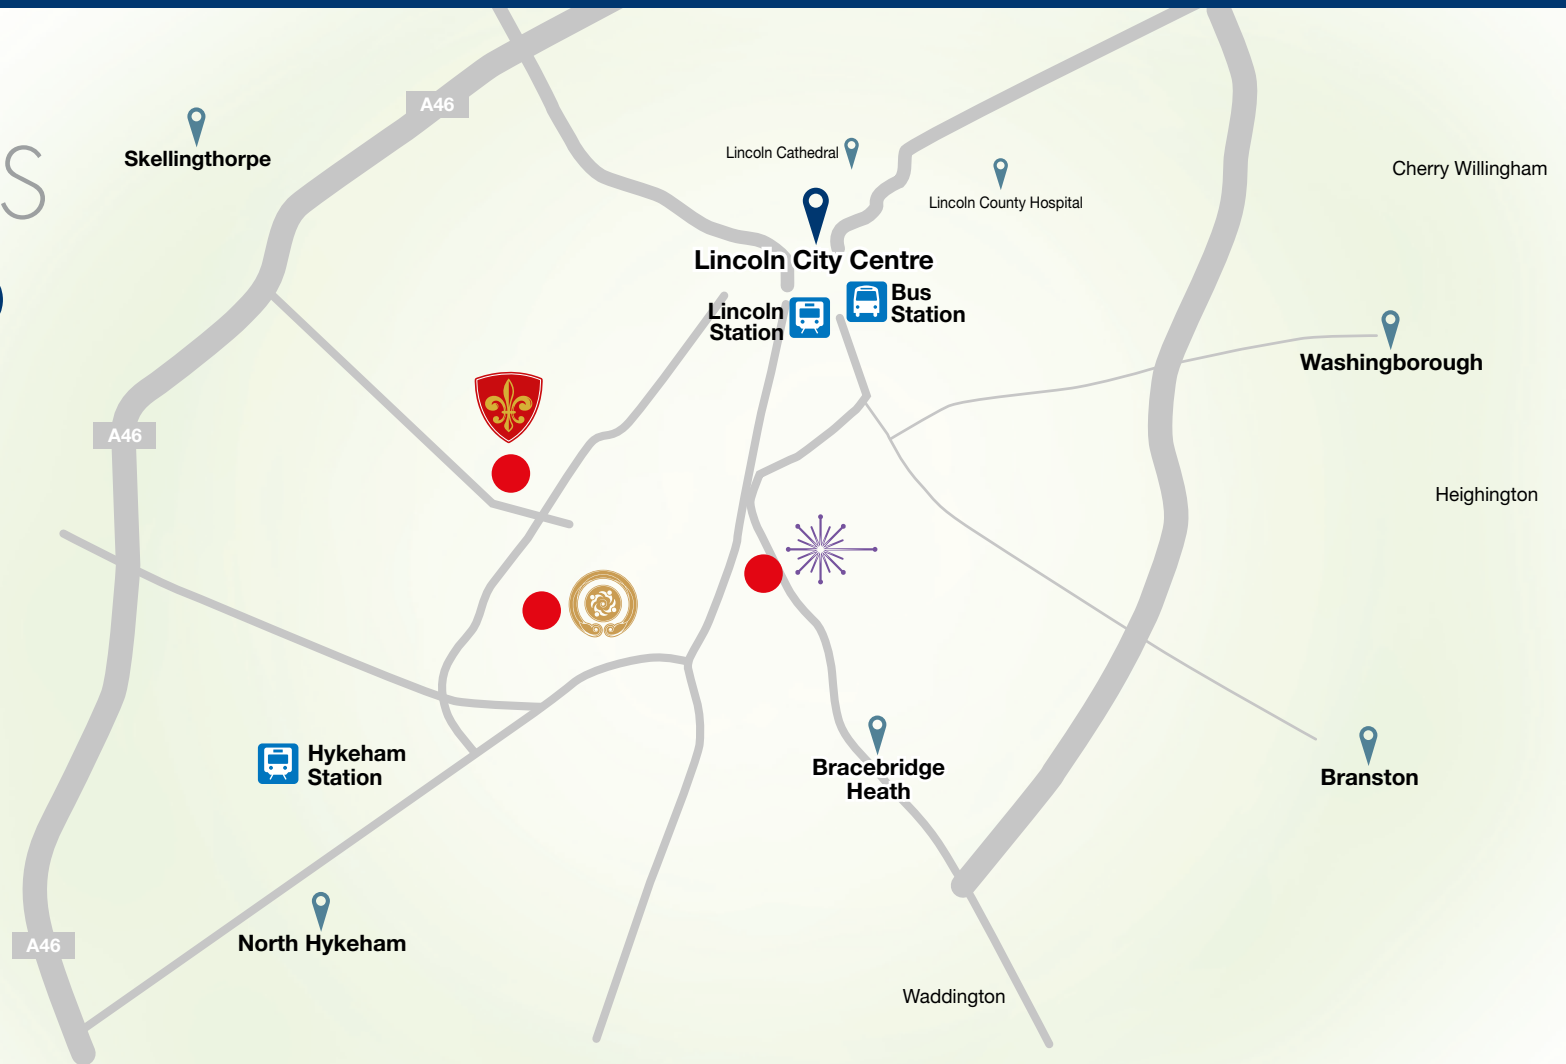 A46
Skellingthorpe
S
Lincoln Cathedral
Cherry Willingham
Lincoln County Hospital
Lincoln City Centre
Lincoln
Station
Bus
Station
Washingborough
A46
Heighington
Hykeham
Station
Bracebridge
Heath
Branston
North Hykeham
A46
Waddington